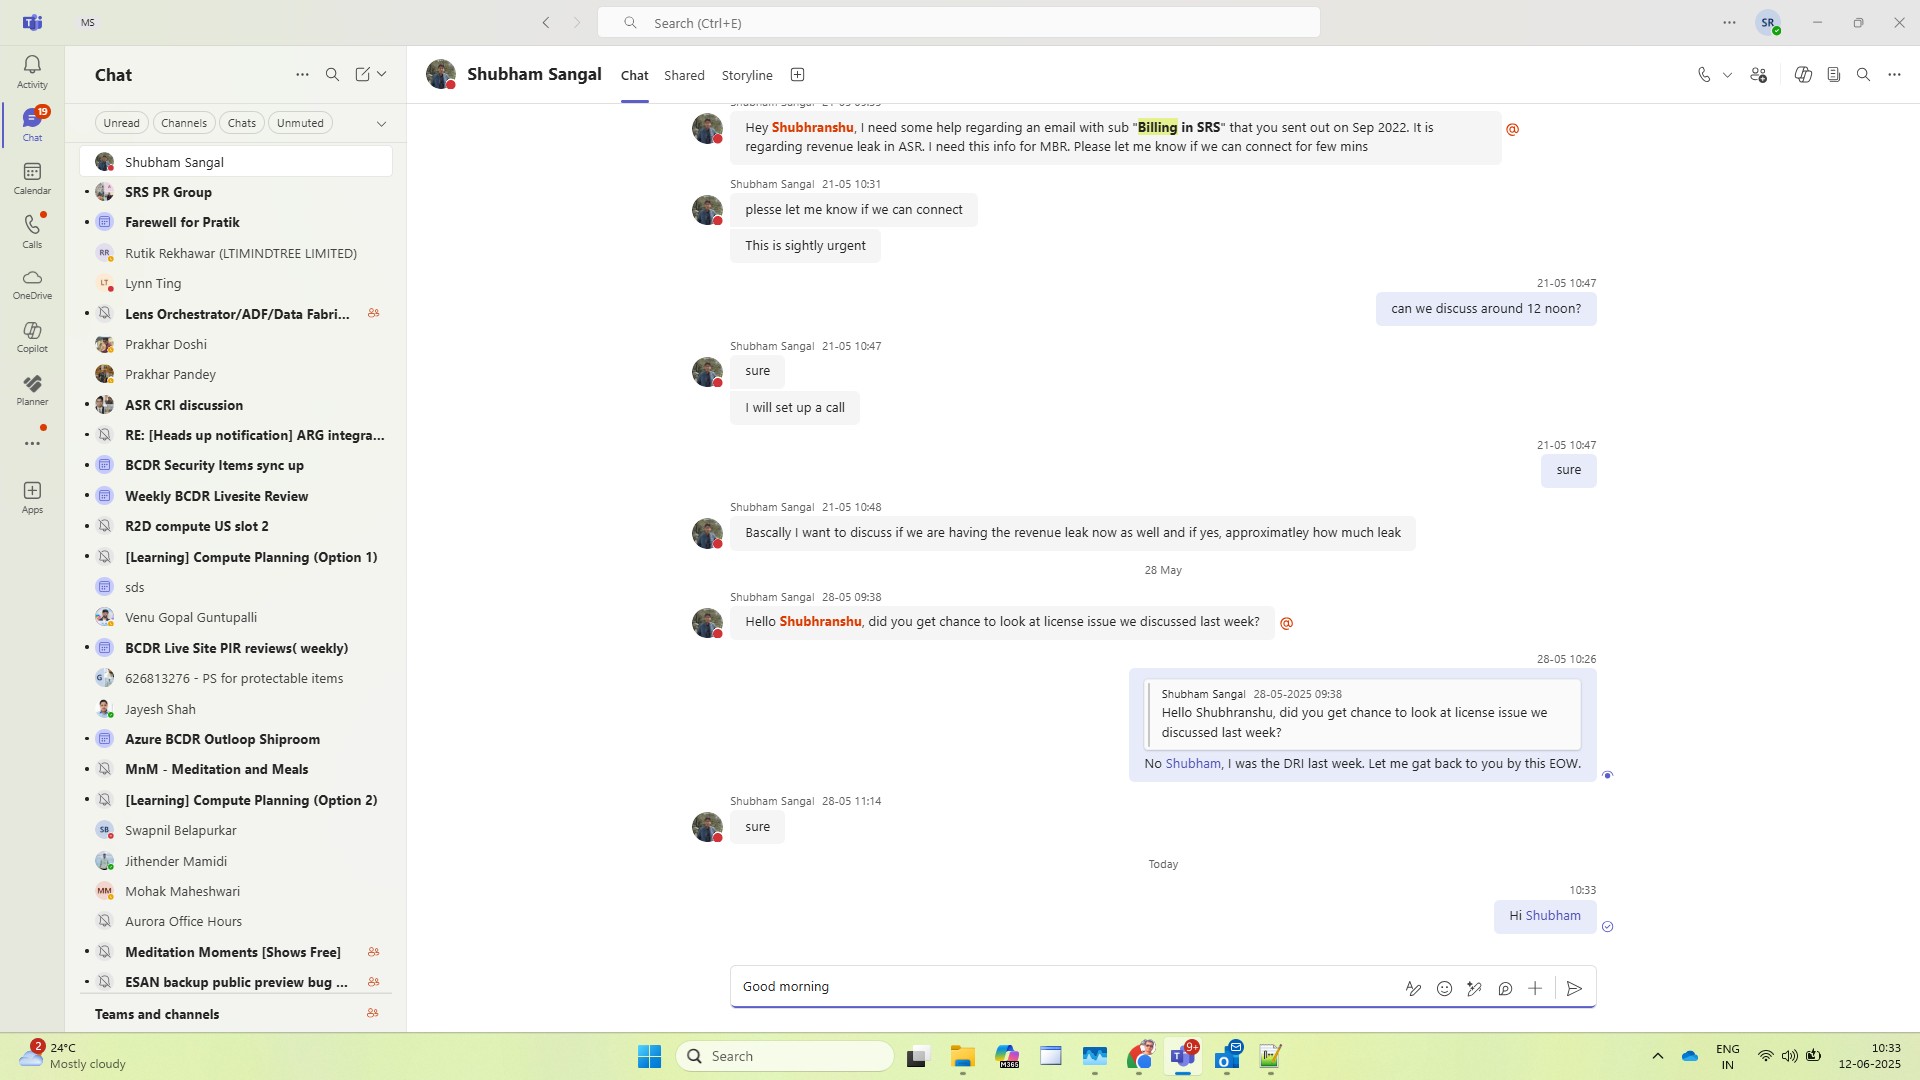 MS
Search (Ctrl+E)
SR
Activity
19
Chat
Calendar
Calls
OneDrive
Copilot
Planner
Apps
Chat
Unread
Channels
Chats
Unmuted
Shubham Sangal
SRS PR Group
Farewell for Pratik
RR
Rutik Rekhawar (LTIMINDTREE LIMITED)
LT
Lynn Ting
Lens Orchestrator/ADF/Data Fabri...
Prakhar Doshi
Prakhar Pandey
ASR CRI discussion
RE: [Heads up notification] ARG integra...
BCDR Security Items sync up
Weekly BCDR Livesite Review
R2D compute US slot 2
[Learning] Compute Planning (Option 1)
sds
Venu Gopal Guntupalli
BCDR Live Site PIR reviews( weekly)
626813276 - PS for protectable items
Jayesh Shah
Azure BCDR Outloop Shiproom
MnM - Meditation and Meals
[Learning] Compute Planning (Option 2)
SB
Swapnil Belapurkar
Jithender Mamidi
MM
Mohak Maheshwari
Aurora Office Hours
Meditation Moments [Shows Free]
ESAN backup public preview bug ...
Teams and channels
Shubham Sangal
Chat
Shared
Storyline
Hey Shubhranshu, I need some help regarding an email with sub "Billing in SRS" that you sent out on Sep 2022. It is
regarding revenue leak in ASR. I need this info for MBR. Please let me know if we can connect for few mins
Shubham Sangal 21-05 10:31
plesse let me know if we can connect
This is sightly urgent
21-05 10:47
can we discuss around 12 noon?
Shubham Sangal 21-05 10:47
sure
I will set up a call
21-05 10:47
sure
Shubham Sangal 21-05 10:48
Bascally I want to discuss if we are having the revenue leak now as well and if yes, approximatley how much leak
28 May
Shubham Sangal 28-05 09:38
Hello Shubhranshu, did you get chance to look at license issue we discussed last week?
28-05 10:26
Shubham Sangal 28-05-2025 09:38
Hello Shubhranshu, did you get chance to look at license issue we
discussed last week?
No Shubham, I was the DRI last week. Let me gat back to you by this EOW.
Shubham Sangal 28-05 11:14
sure
Today
10:33
Hi Shubham
Good morning
2
24°C
Mostly cloudy
Search
M365
9+
ENG
IN
10:33
12-06-2025